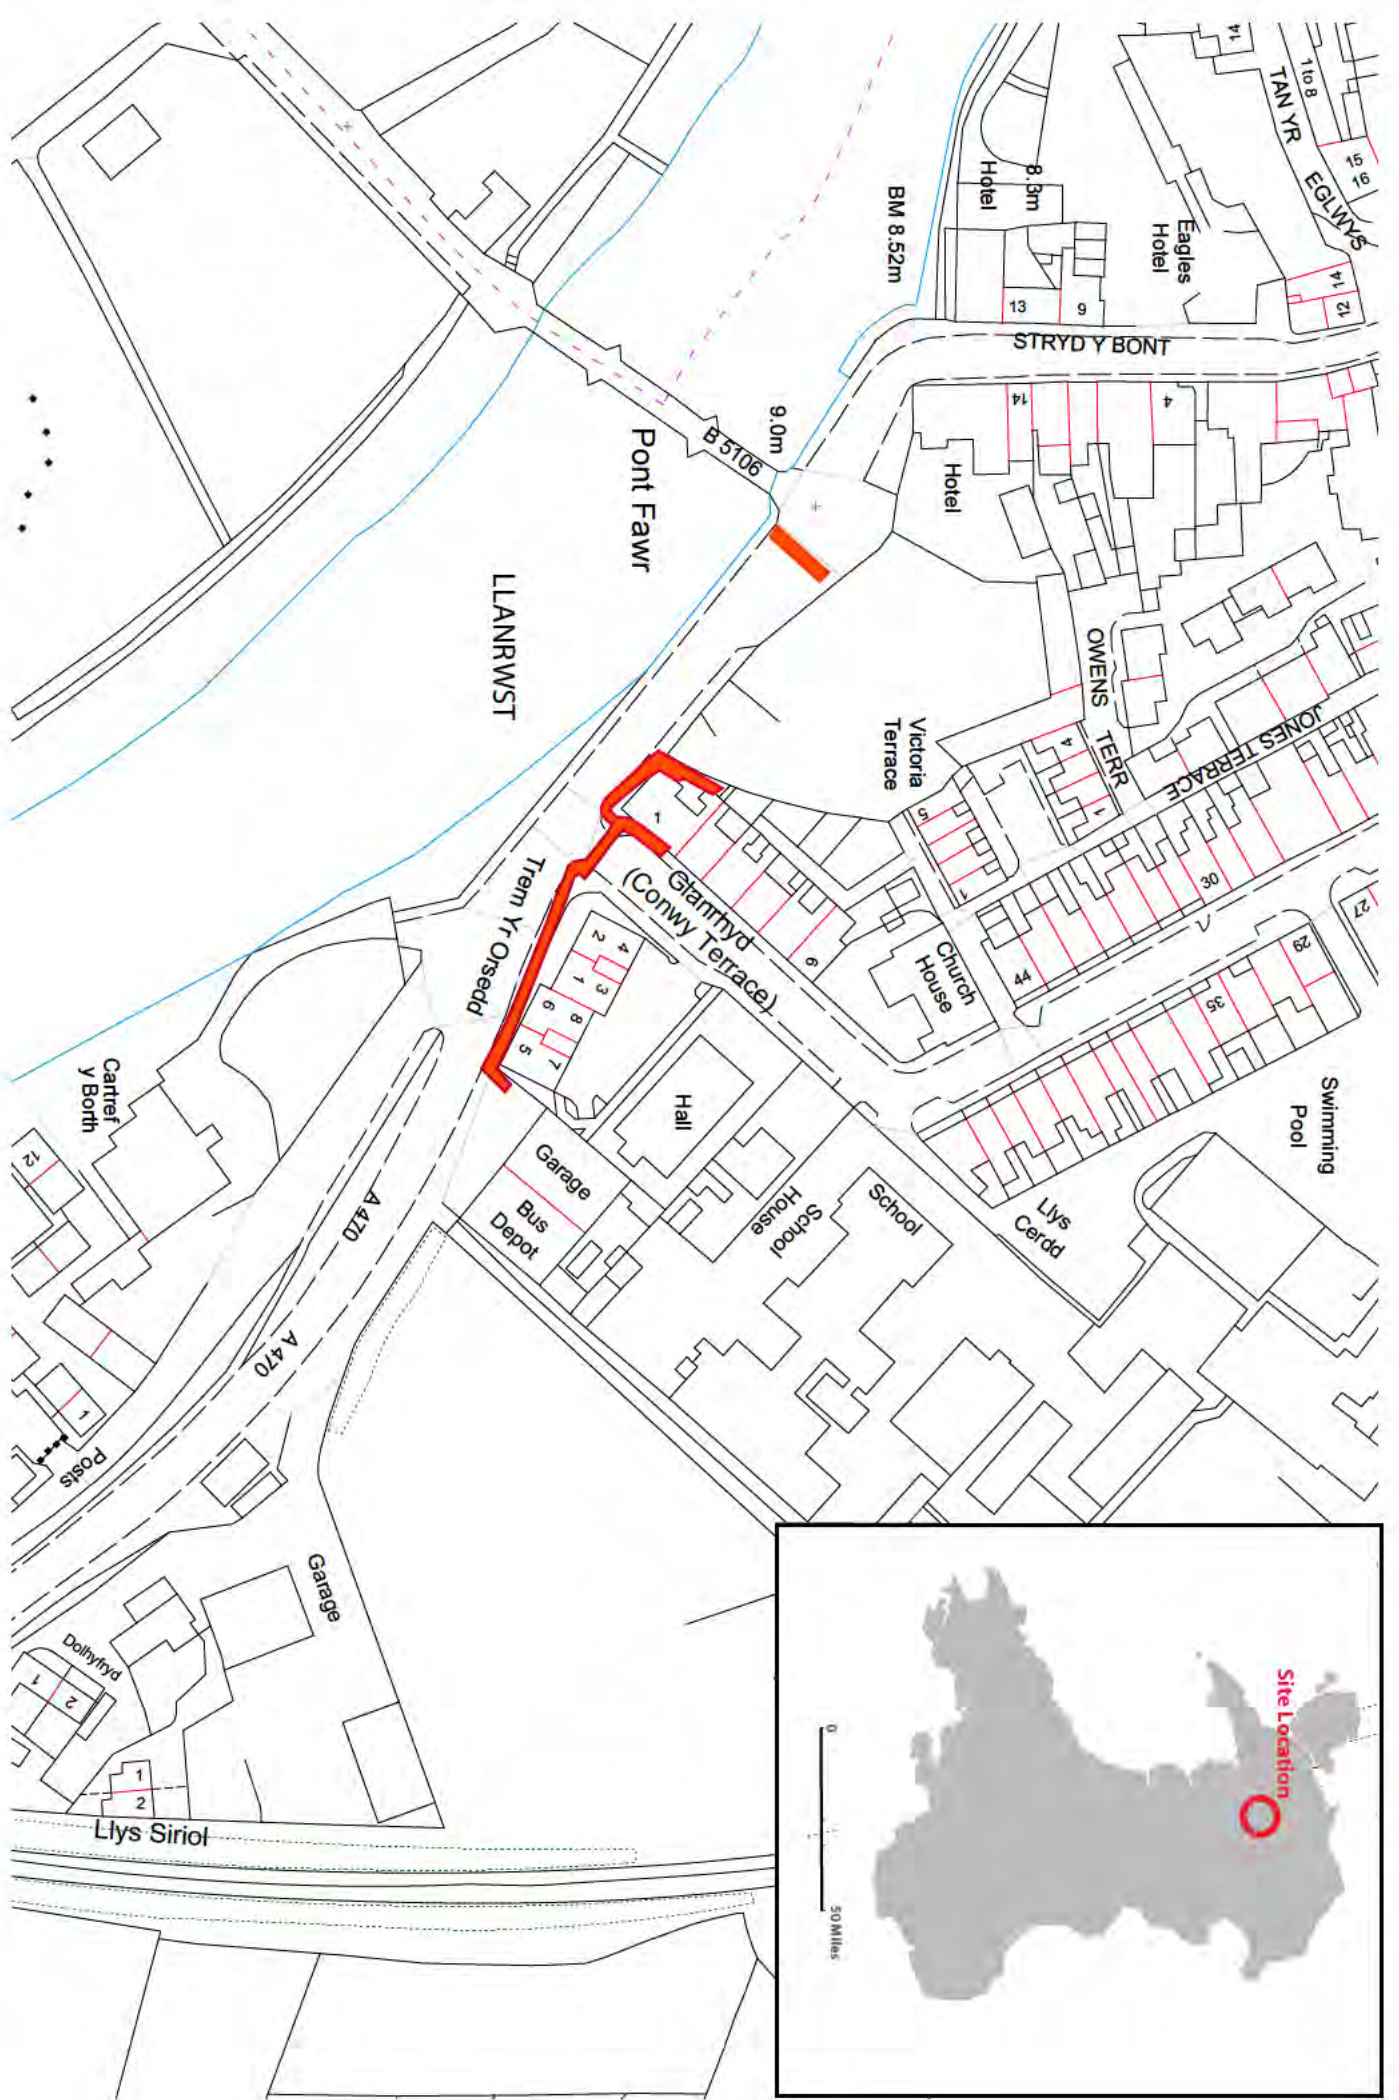 14
1 to 8
TAN YR
EGLWYS
15
16
14
12
Eagles
Hotel
8.3m
Hotel
BM 8.52m
13
9
STRYD Y BONT
14
4
Hotel
9.0m
B 5106
Pont Fawr
LLANRWST
OWENS
TERR
JONES TERRACE
4
1
Victoria
Terrace
5
1
30
27
29
35
44
Church
House
1
6
Glanrhyd
(Conwy Terrace)
Trem Yr Orsedd
2
4
1
3
6
8
5
7
Hall
Swimming
Pool
Garage
Bus
Depot
School
House
School
Llys
Cerdd
Cartref
y Borth
12
A 470
A 470
1
Posts
Garage
Dolhyfryd
1
2
1
2
Llys Siriol
Site Location
0
50 Miles